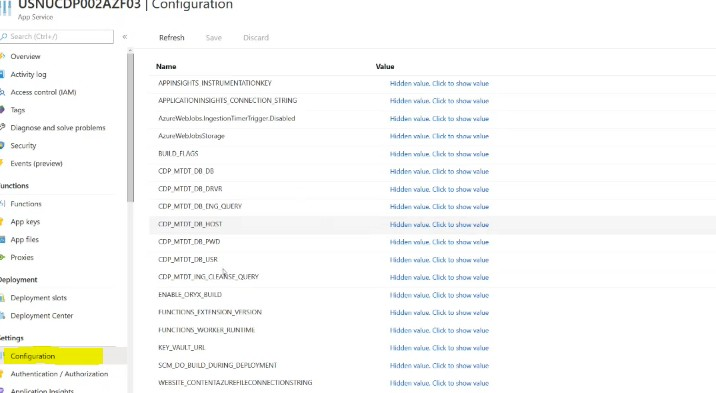 USNUCDP002AZF03 | Configuration
App Service
Search (Ctrl+/)
«
Refresh Save Discard
Overview
Activity log
Access control (IAM)
Tags
Diagnose and solve problems
Security
Events (preview)
Functions
Functions
App keys
App files
Proxies
Deployment
Deployment slots
Deployment Center
Settings
Configuration
Authentication / Authorization
Application Insights
Name Value
APPINSIGHTS_INSTRUMENTATIONKEY Hidden value. Click to show value
APPLICATIONINSIGHTS_CONNECTION_STRING Hidden value. Click to show value
AzureWebJobs.IngestionTimerTrigger.Disabled Hidden value. Click to show value
AzureWebJobsStorage Hidden value. Click to show value
BUILD_FLAGS Hidden value. Click to show value
CDP_MTDT_DB_DB Hidden value. Click to show value
CDP_MTDT_DB_DRVR Hidden value. Click to show value
CDP_MTDT_DB_ENG_QUERY Hidden value. Click to show value
CDP_MTDT_DB_HOST Hidden value. Click to show value
CDP_MTDT_DB_PWD Hidden value. Click to show value
CDP_MTDT_DB_USR Hidden value. Click to show value
CDP_MTDT_ING_CLEANSE_QUERY Hidden value. Click to show value
ENABLE_ORYX_BUILD Hidden value. Click to show value
FUNCTIONS_EXTENSION_VERSION Hidden value. Click to show value
FUNCTIONS_WORKER_RUNTIME Hidden value. Click to show value
KEY_VAULT_URL Hidden value. Click to show value
SCM_DO_BUILD_DURING_DEPLOYMENT Hidden value. Click to show value
WEBSITE_CONTENTAZUREFILECONNECTIONSTRING Hidden value. Click to show value